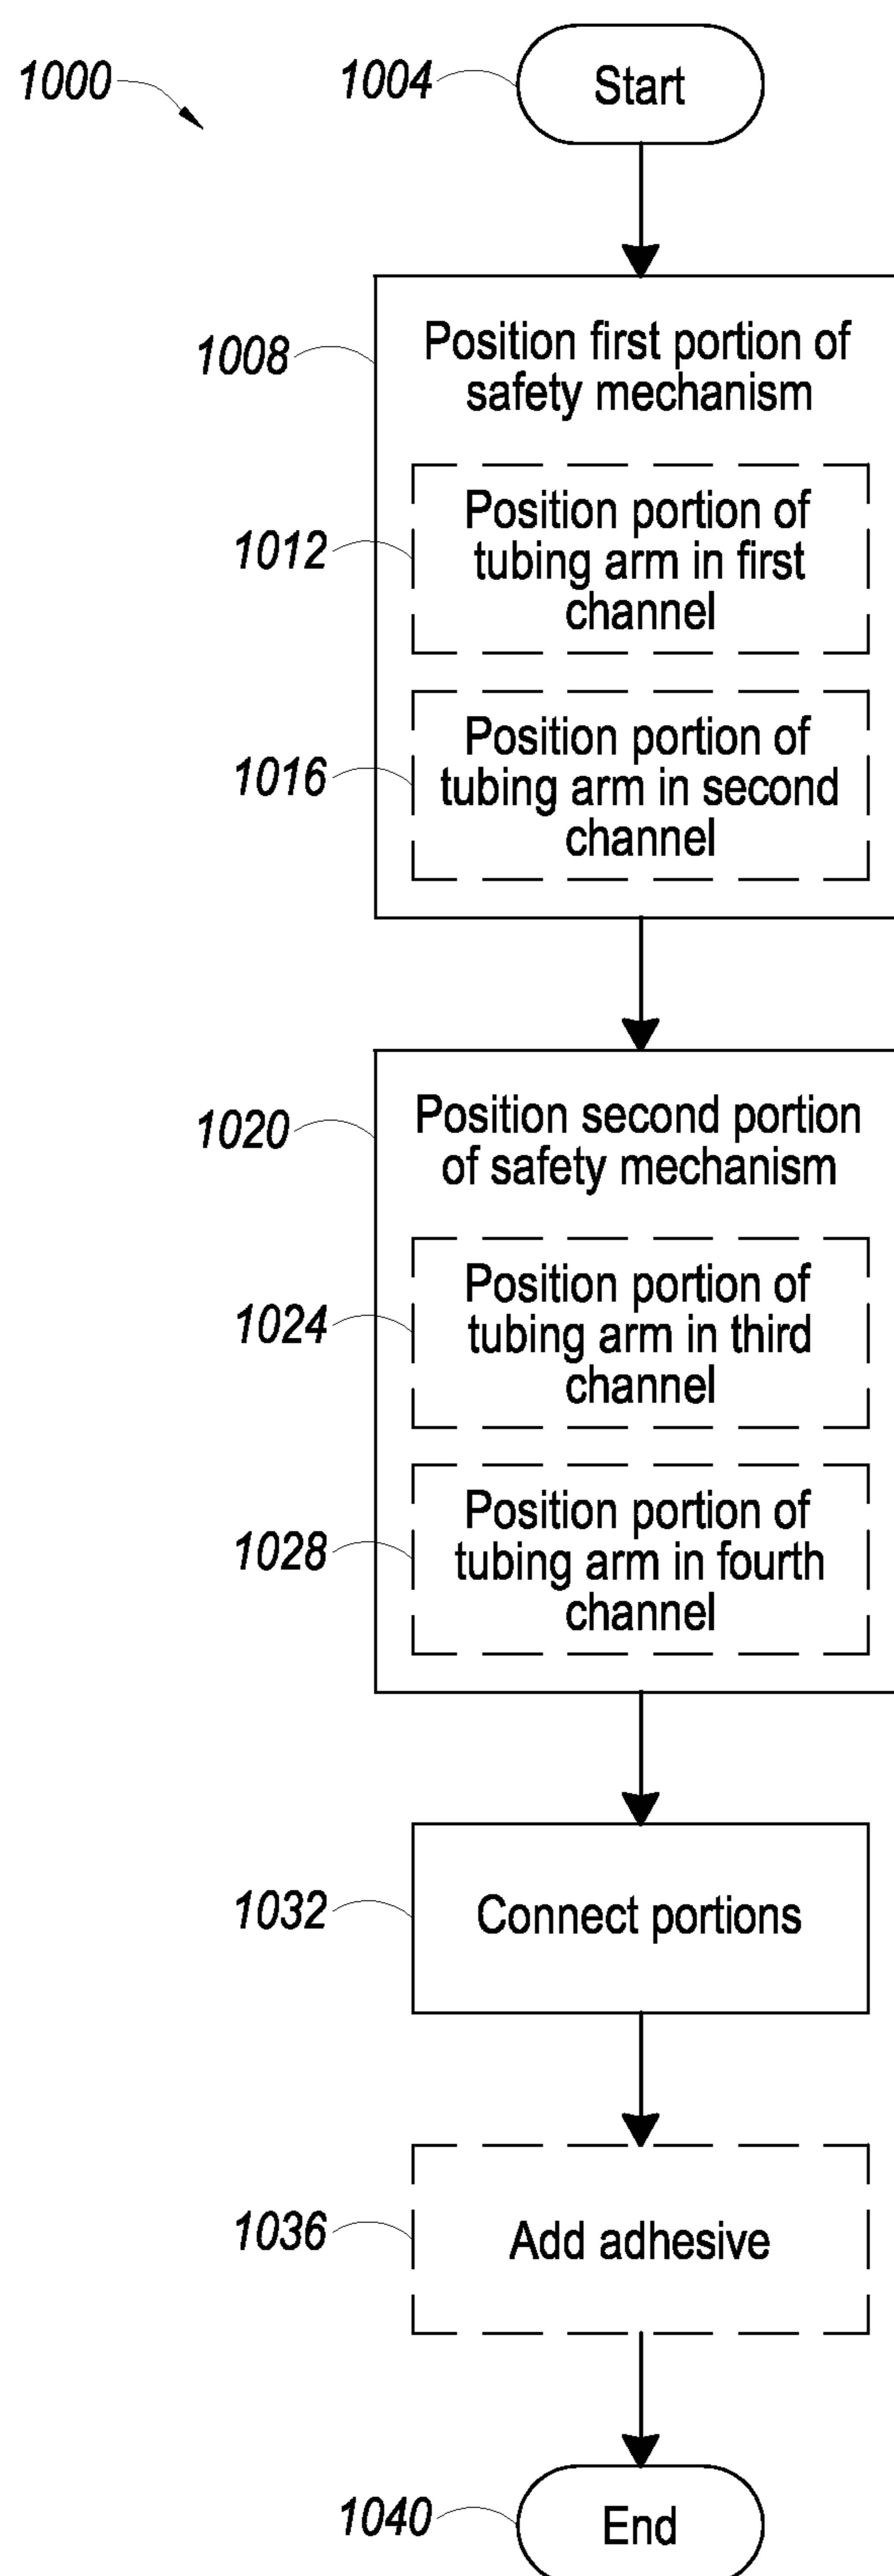 1000
1004
Start
1008
Position first portion of
safety mechanism
1012
Position portion of
tubing arm in first
channel
1016
Position portion of
tubing arm in second
channel
1020
Position second portion
of safety mechanism
1024
Position portion of
tubing arm in third
channel
1028
Position portion of
tubing arm in fourth
channel
1032
Connect portions
1036
Add adhesive
1040
End